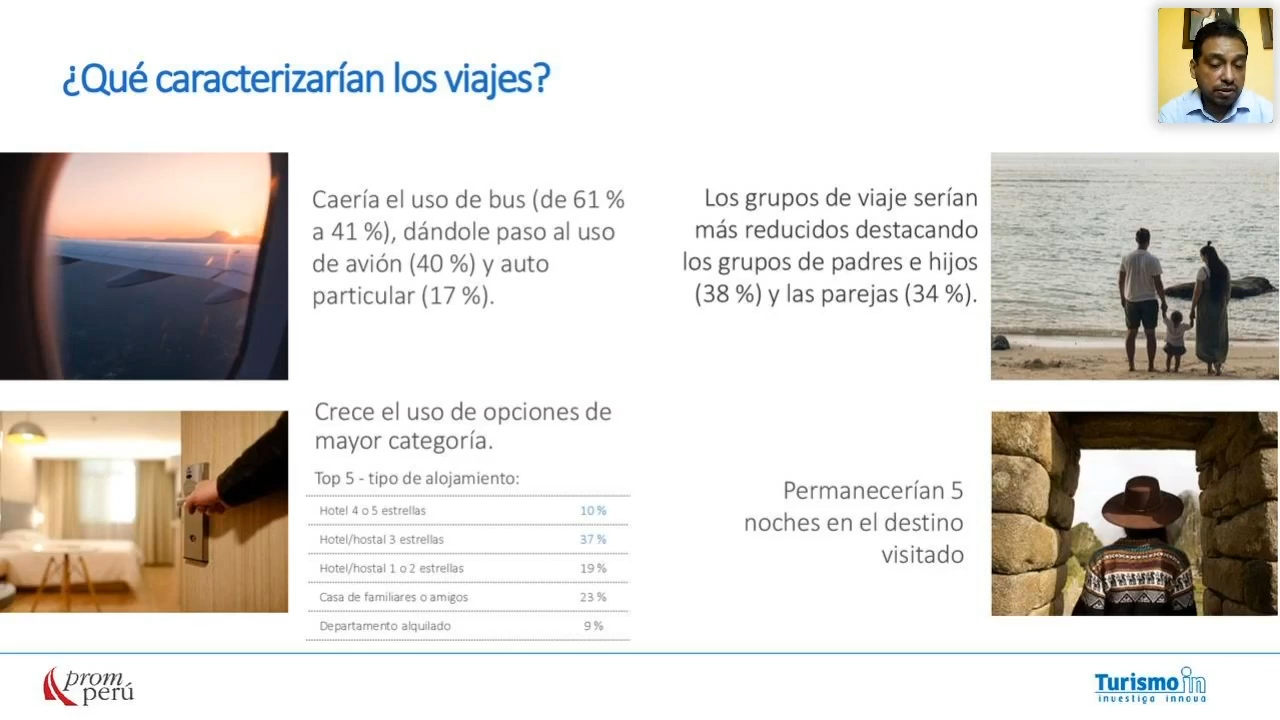 ¿Qué caracterizarían los viajes?
Caería el uso de bus (de 61 %
a 41 %), dándole paso al uso
de avión (40 %) y auto
particular (17 %).
Los grupos de viaje serían
más reducidos destacando
los grupos de padres e hijos
(38 %) y las parejas (34 %).
Crece el uso de opciones de
mayor categoría.
Top 5 - tipo de alojamiento:
Hotel 4 o 5 estrellas 10 %
Hotel/hostal 3 estrellas 37 %
Hotel/hostal 1 o 2 estrellas 19 %
Casa de familiares o amigos 23 %
Departamento alquilado 9 %
Permanecerían 5
noches en el destino
visitado
prom
perú
Turismo in
investiga innova